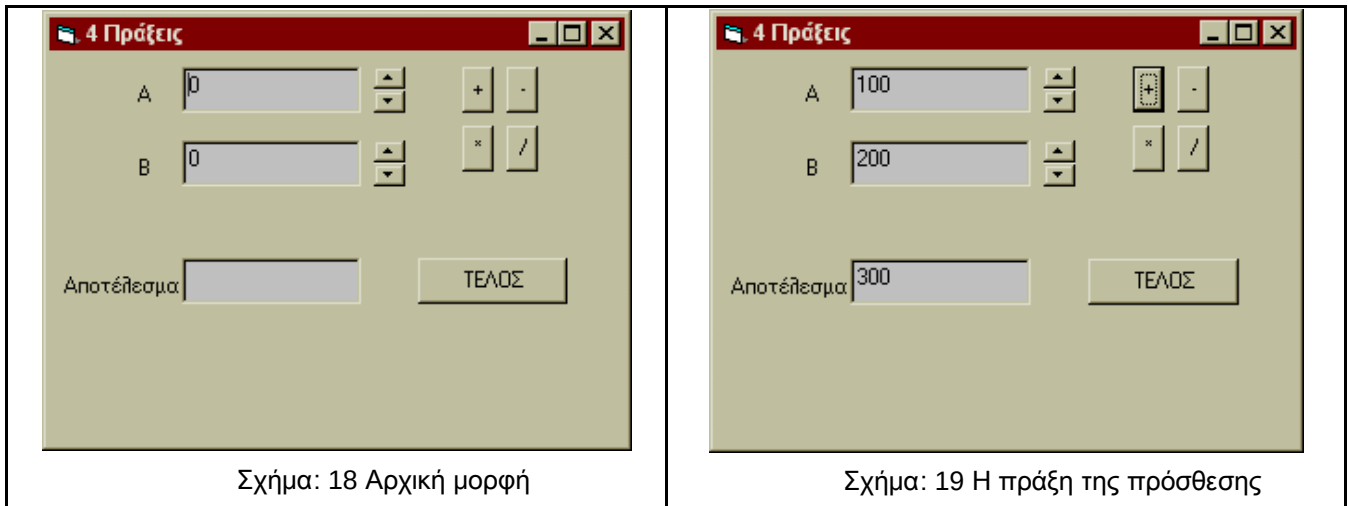 4 Πράξεις
Α 0 + -
Β 0 * /
Αποτέλεσμα ΤΕΛΟΣ
Σχήμα: 18 Αρχική μορφή
4 Πράξεις
Α 100 + -
Β 200 * /
Αποτέλεσμα 300 ΤΕΛΟΣ
Σχήμα: 19 Η πράξη της πρόσθεσης